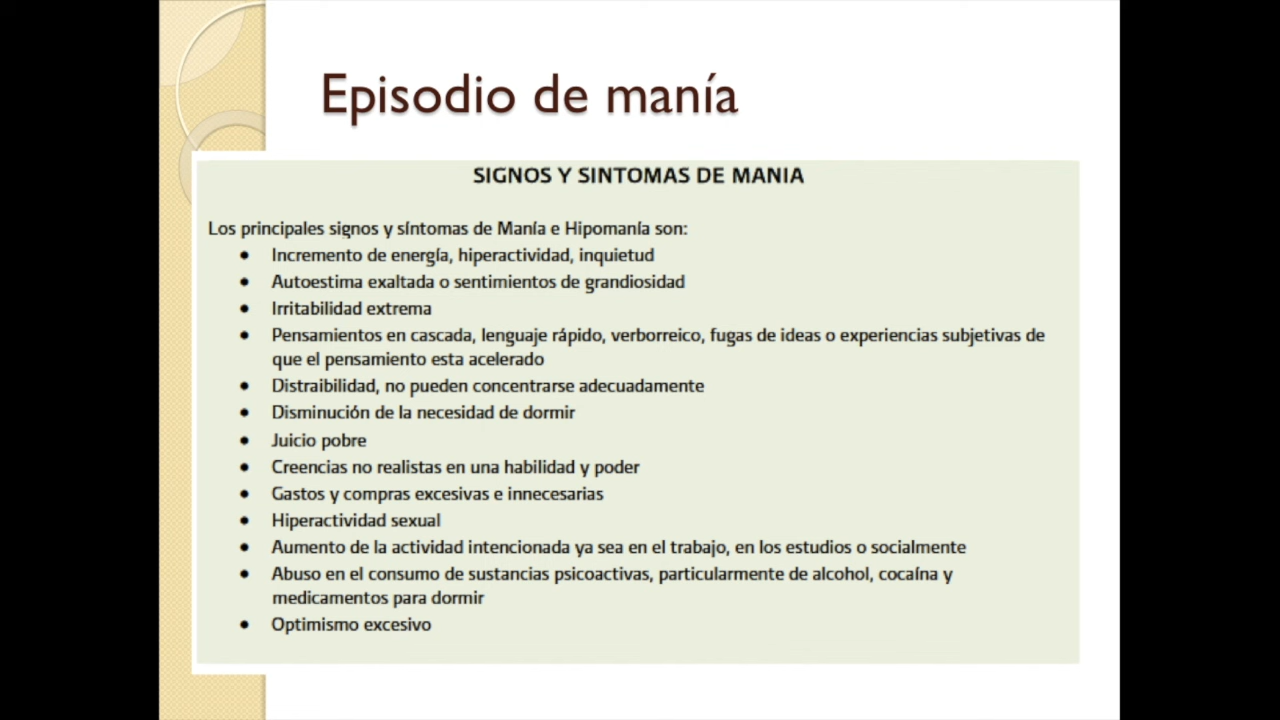 Episodio de manía
SIGNOS Y SINTOMAS DE MANIA
Los principales signos y síntomas de Manía e Hipomanía son:
• Incremento de energía, hiperactividad, inquietud
• Autoestima exaltada o sentimientos de grandiosidad
• Irritabilidad extrema
• Pensamientos en cascada, lenguaje rápido, verborreico, fugas de ideas o experiencias subjetivas de
que el pensamiento esta acelerado
• Distraibilidad, no pueden concentrarse adecuadamente
• Disminución de la necesidad de dormir
• Juicio pobre
• Creencias no realistas en una habilidad y poder
• Gastos y compras excesivas e innecesarias
• Hiperactividad sexual
• Aumento de la actividad intencionada ya sea en el trabajo, en los estudios o socialmente
• Abuso en el consumo de sustancias psicoactivas, particularmente de alcohol, cocaína y
medicamentos para dormir
• Optimismo excesivo